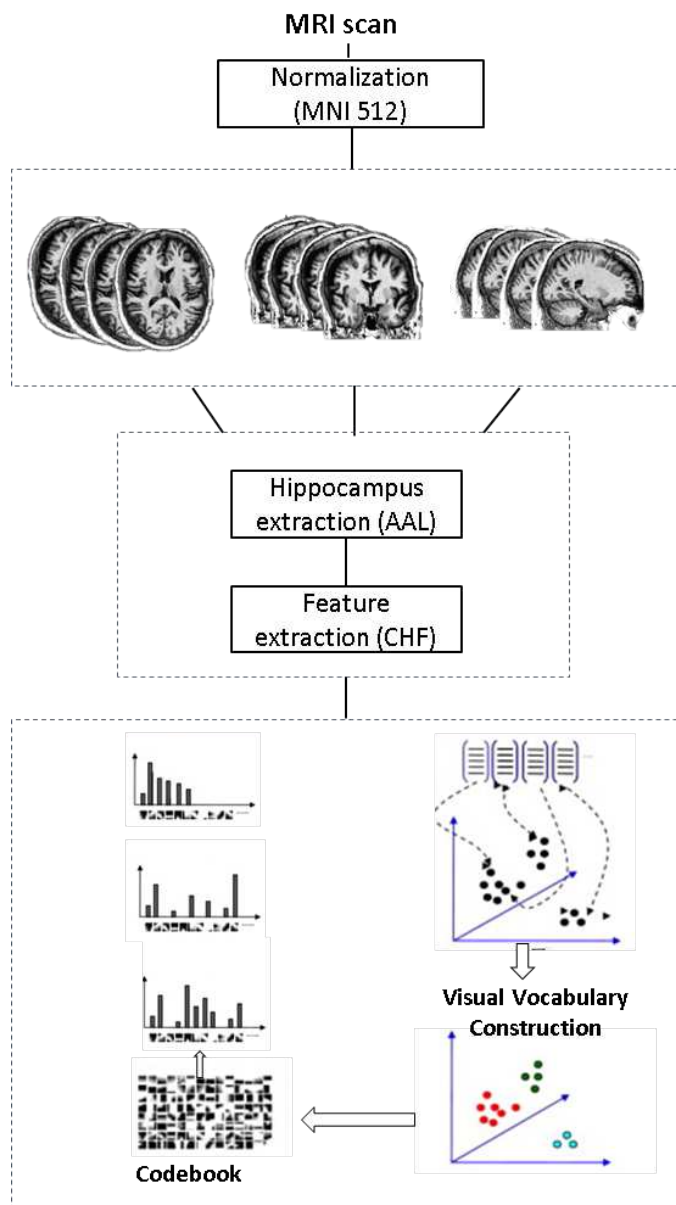 MRI scan
Normalization
(MNI 512)
Hippocampus
extraction (AAL)
Feature
extraction (CHF)
Visual Vocabulary
Construction
Codebook